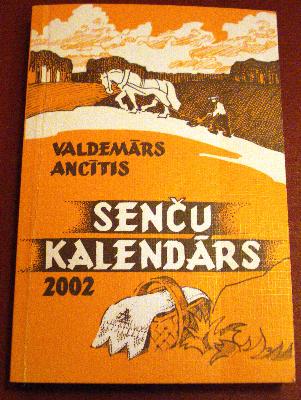 VALDEMĀRS
ANCĪTIS
SENČU
KALENDĀRS
2002